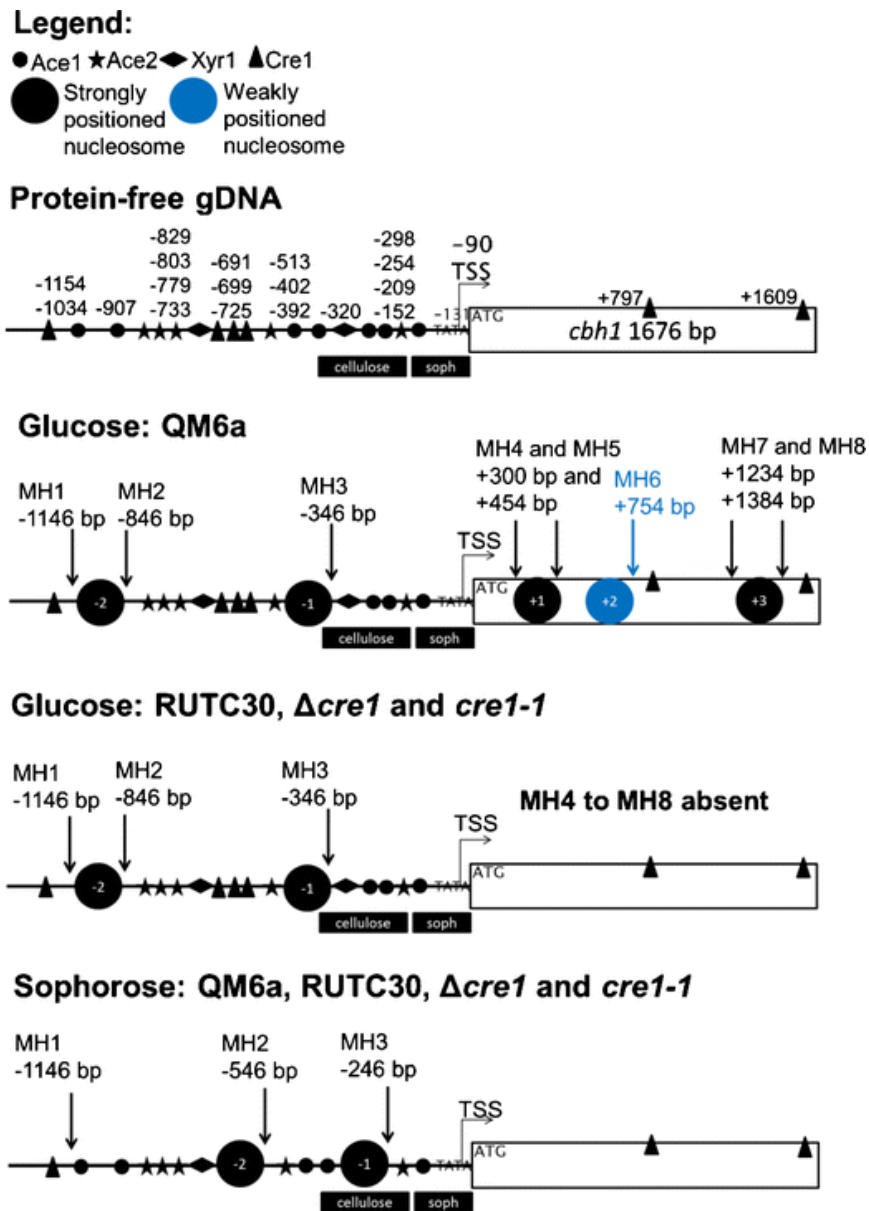 Legend:
Ace1 Ace2 Xyr1 Cre1
Strongly positioned nucleosome
Weakly positioned nucleosome
Protein-free gDNA
-1154
-1034
-907
-829
-803
-779
-733
-691
-699
-725
-513
-402
-392
-320
-298
-254
-209
-152
-131
TATA
-90
TSS
ATG
+797
+1609
cbh1 1676 bp
cellulose
soph
Glucose: QM6a
MH1
-1146 bp
MH2
-846 bp
MH3
-346 bp
MH4 and MH5
+300 bp and
+454 bp
MH6
+754 bp
MH7 and MH8
+1234 bp
+1384 bp
TSS
ATG
-2
-1
TATA
+1
+2
+3
cellulose
soph
Glucose: RUTC30, Δcre1 and cre1-1
MH1
-1146 bp
MH2
-846 bp
MH3
-346 bp
MH4 to MH8 absent
TSS
ATG
-2
-1
TATA
cellulose
soph
Sophorose: QM6a, RUTC30, Δcre1 and cre1-1
MH1
-1146 bp
MH2
-546 bp
MH3
-246 bp
TSS
ATG
-2
-1
TATA
cellulose
soph